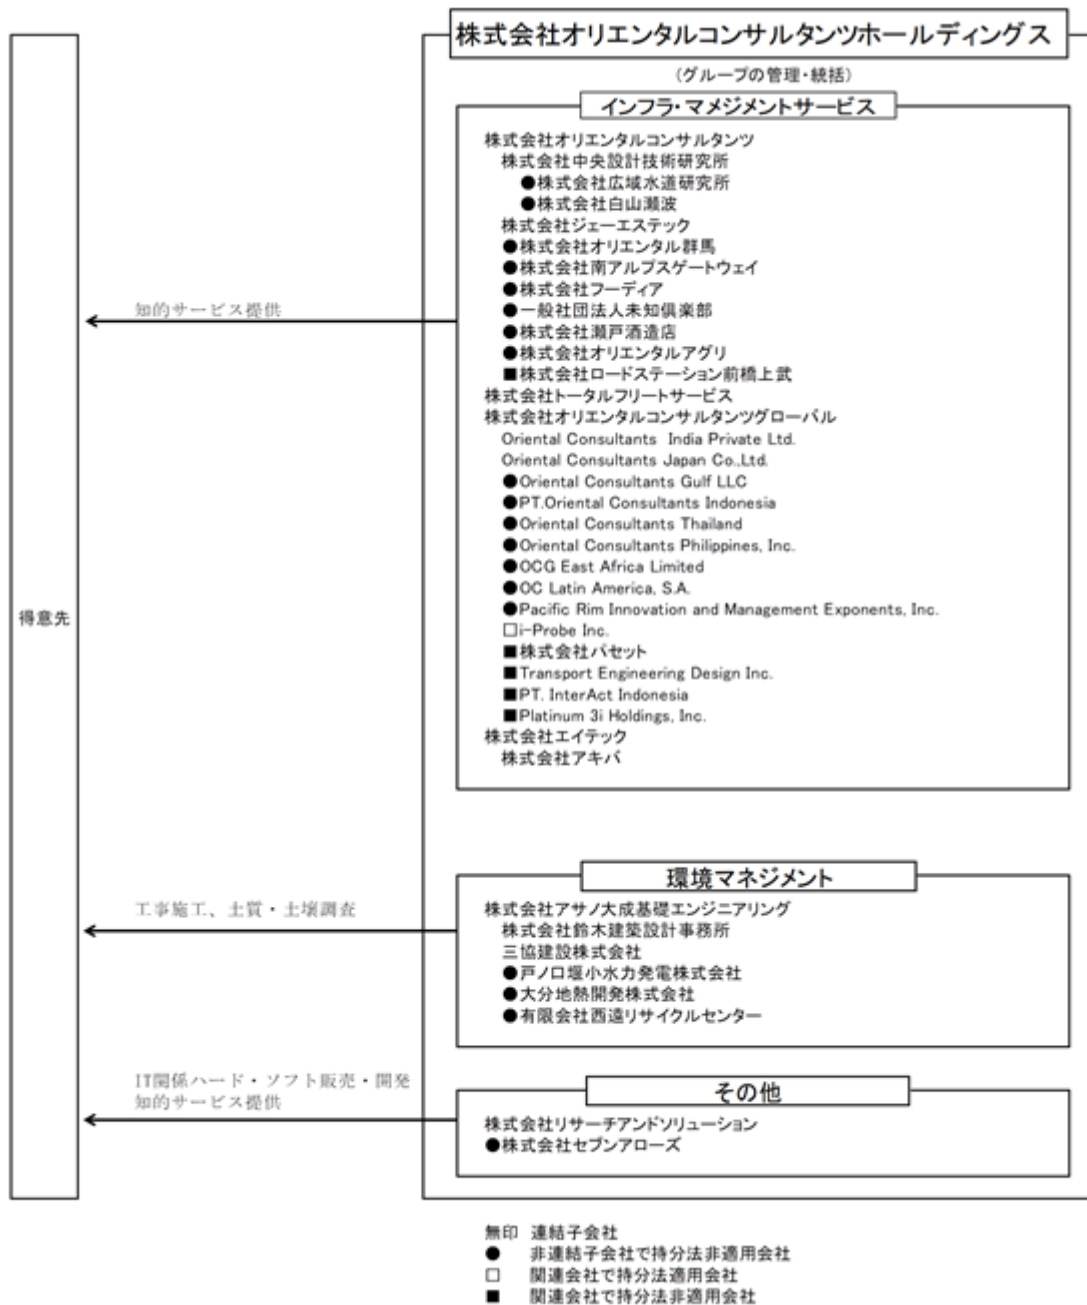 株式会社オリエンタルコンサルタンツホールディングス
(グループの管理・統括)
インフラ・マメジメントサービス
株式会社オリエンタルコンサルタンツ
株式会社中央設計技術研究所
●株式会社広域水道研究所
●株式会社白山瀬波
株式会社ジェーエステック
●株式会社オリエンタル群馬
●株式会社南アルプスゲートウェイ
●株式会社フーディア
●一般社団法人未知倶楽部
●株式会社瀬戸酒造店
●株式会社オリエンタルアグリ
■株式会社ロードステーション前橋上武
株式会社トータルフリートサービス
株式会社オリエンタルコンサルタンツグローバル
Oriental Consultants India Private Ltd.
Oriental Consultants Japan Co.,Ltd.
●Oriental Consultants Gulf LLC
●PT.Oriental Consultants Indonesia
●Oriental Consultants Thailand
●Oriental Consultants Philippines, Inc.
●OCG East Africa Limited
●OC Latin America, S.A.
●Pacific Rim Innovation and Management Exponents, Inc.
□i-Probe Inc.
■株式会社パセット
■Transport Engineering Design Inc.
■PT. InterAct Indonesia
■Platinum 3i Holdings, Inc.
株式会社エイテック
株式会社アキバ
知的サービス提供
得意先
環境マネジメント
株式会社アサノ大成基礎エンジニアリング
株式会社鈴木建築設計事務所
三協建設株式会社
●戸ノ口堰小水力発電株式会社
●大分地熱開発株式会社
●有限会社西遠リサイクルセンター
工事施工、土質・土壌調査
その他
株式会社リサーチアンドソリューション
●株式会社セブンアローズ
IT関係ハード・ソフト販売・開発
知的サービス提供
無印 連結子会社
● 非連結子会社で持分法非適用会社
□ 関連会社で持分法適用会社
■ 関連会社で持分法非適用会社